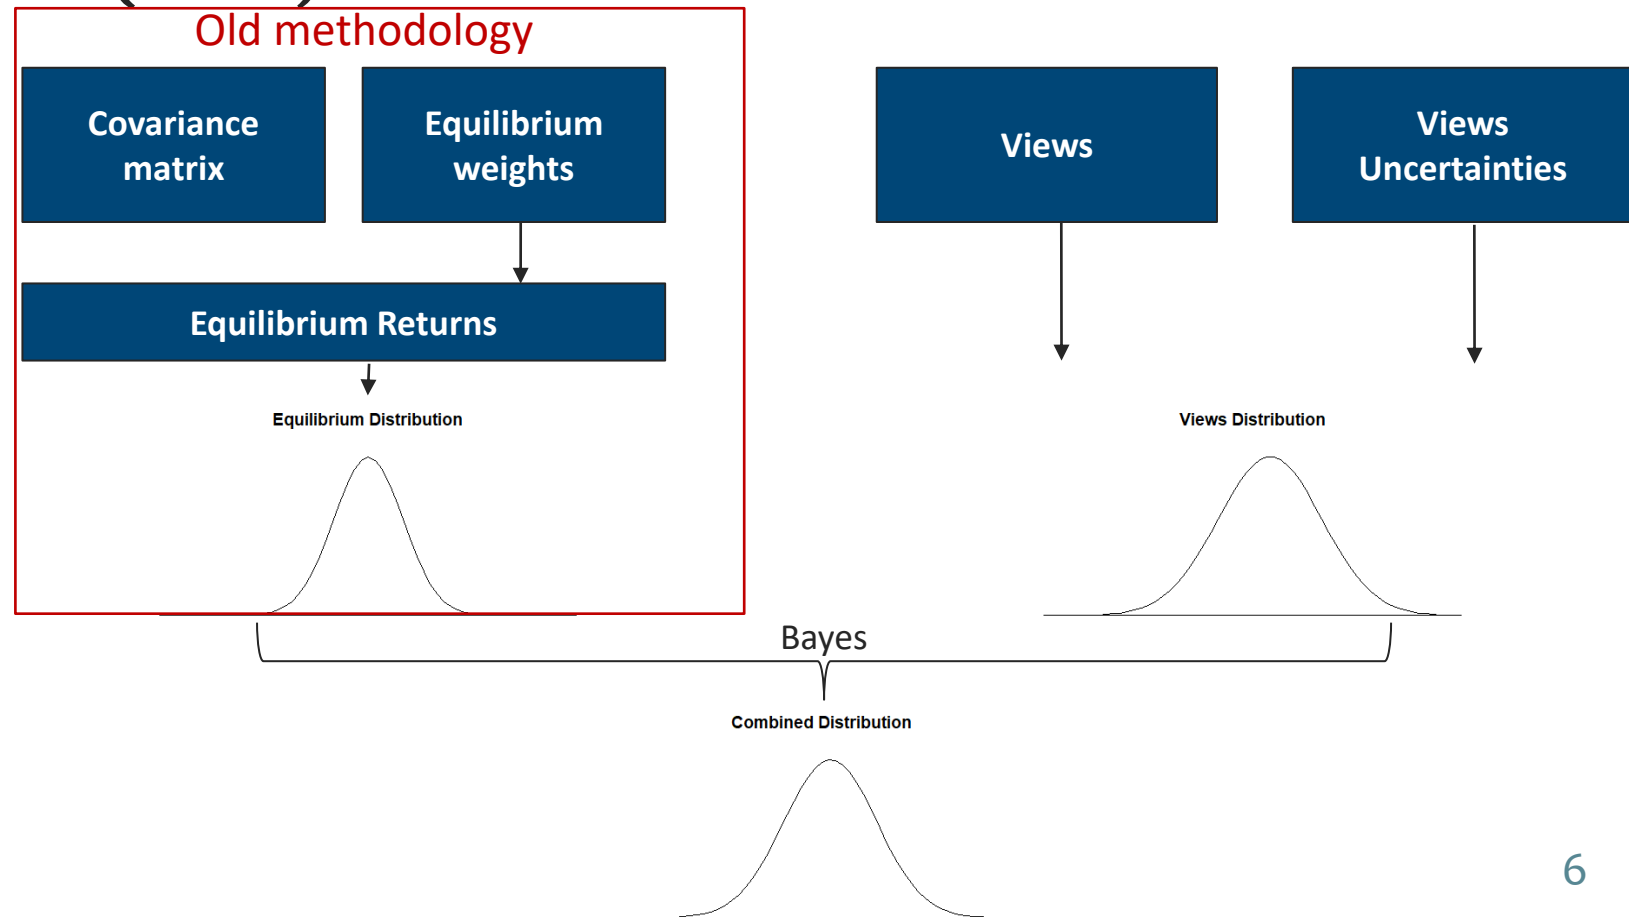 Old methodology
Covariance
matrix
Equilibrium
weights
Views
Views
Uncertainties
Equilibrium Returns
Equilibrium Distribution
Views Distribution
Bayes
Combined Distribution
6